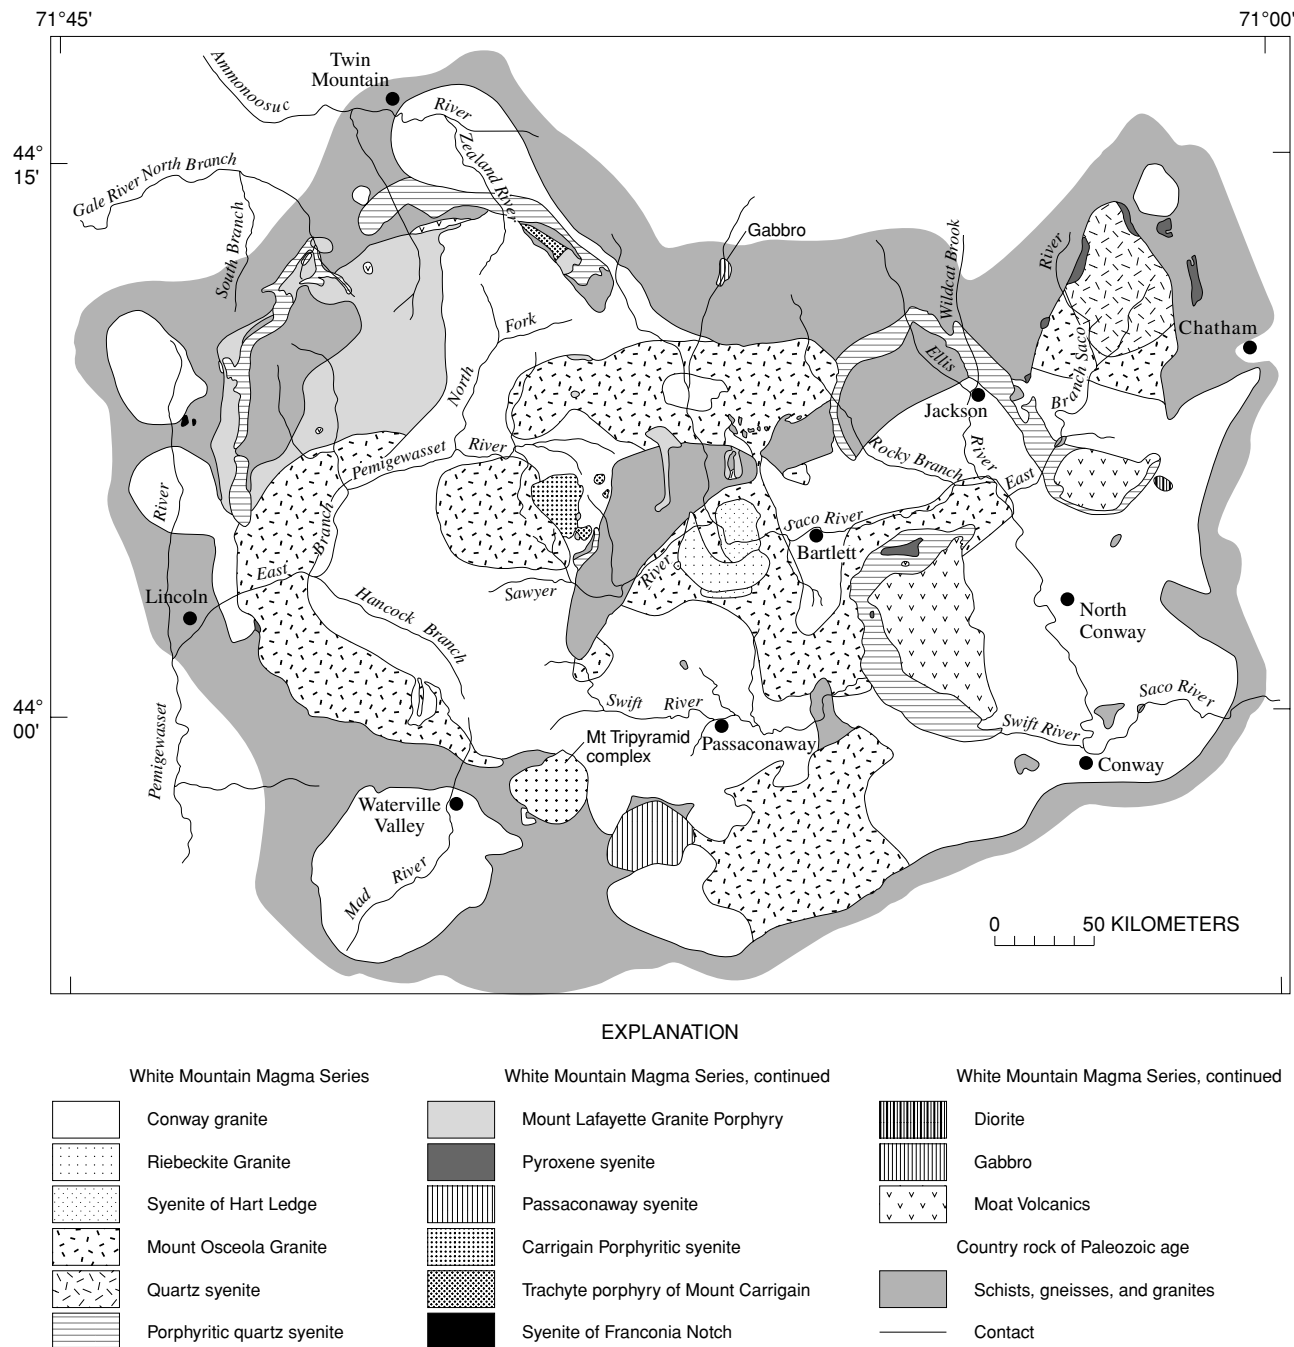 71°45'
71°00'
Twin
Mountain
Ammonoosuc
River
44°
15'
Gale River North Branch
Zealand River
South Branch
Gabbro
Wildcat Brook
River
Chatham
Fork
Ellis
North
Branch Saco
Jackson
Pemigewasset
River
Rocky Branch
River
East
River
Branch
Saco River
Bartlett
East
River
Lincoln
Sawyer
Hancock Branch
North
Conway
Saco River
44°
00'
Swift River
Swift River
Pemigewasset
Mt Tripyramid
complex
Passaconaway
Conway
Waterville
Valley
Mad River
0 50 KILOMETERS
EXPLANATION
White Mountain Magma Series
Conway granite
Riebeckite Granite
Syenite of Hart Ledge
Mount Osceola Granite
Quartz syenite
Porphyritic quartz syenite
White Mountain Magma Series, continued
Mount Lafayette Granite Porphyry
Pyroxene syenite
Passaconaway syenite
Carrigain Porphyritic syenite
Trachyte porphyry of Mount Carrigain
Syenite of Franconia Notch
White Mountain Magma Series, continued
Diorite
Gabbro
Moat Volcanics
Country rock of Paleozoic age
Schists, gneisses, and granites
Contact